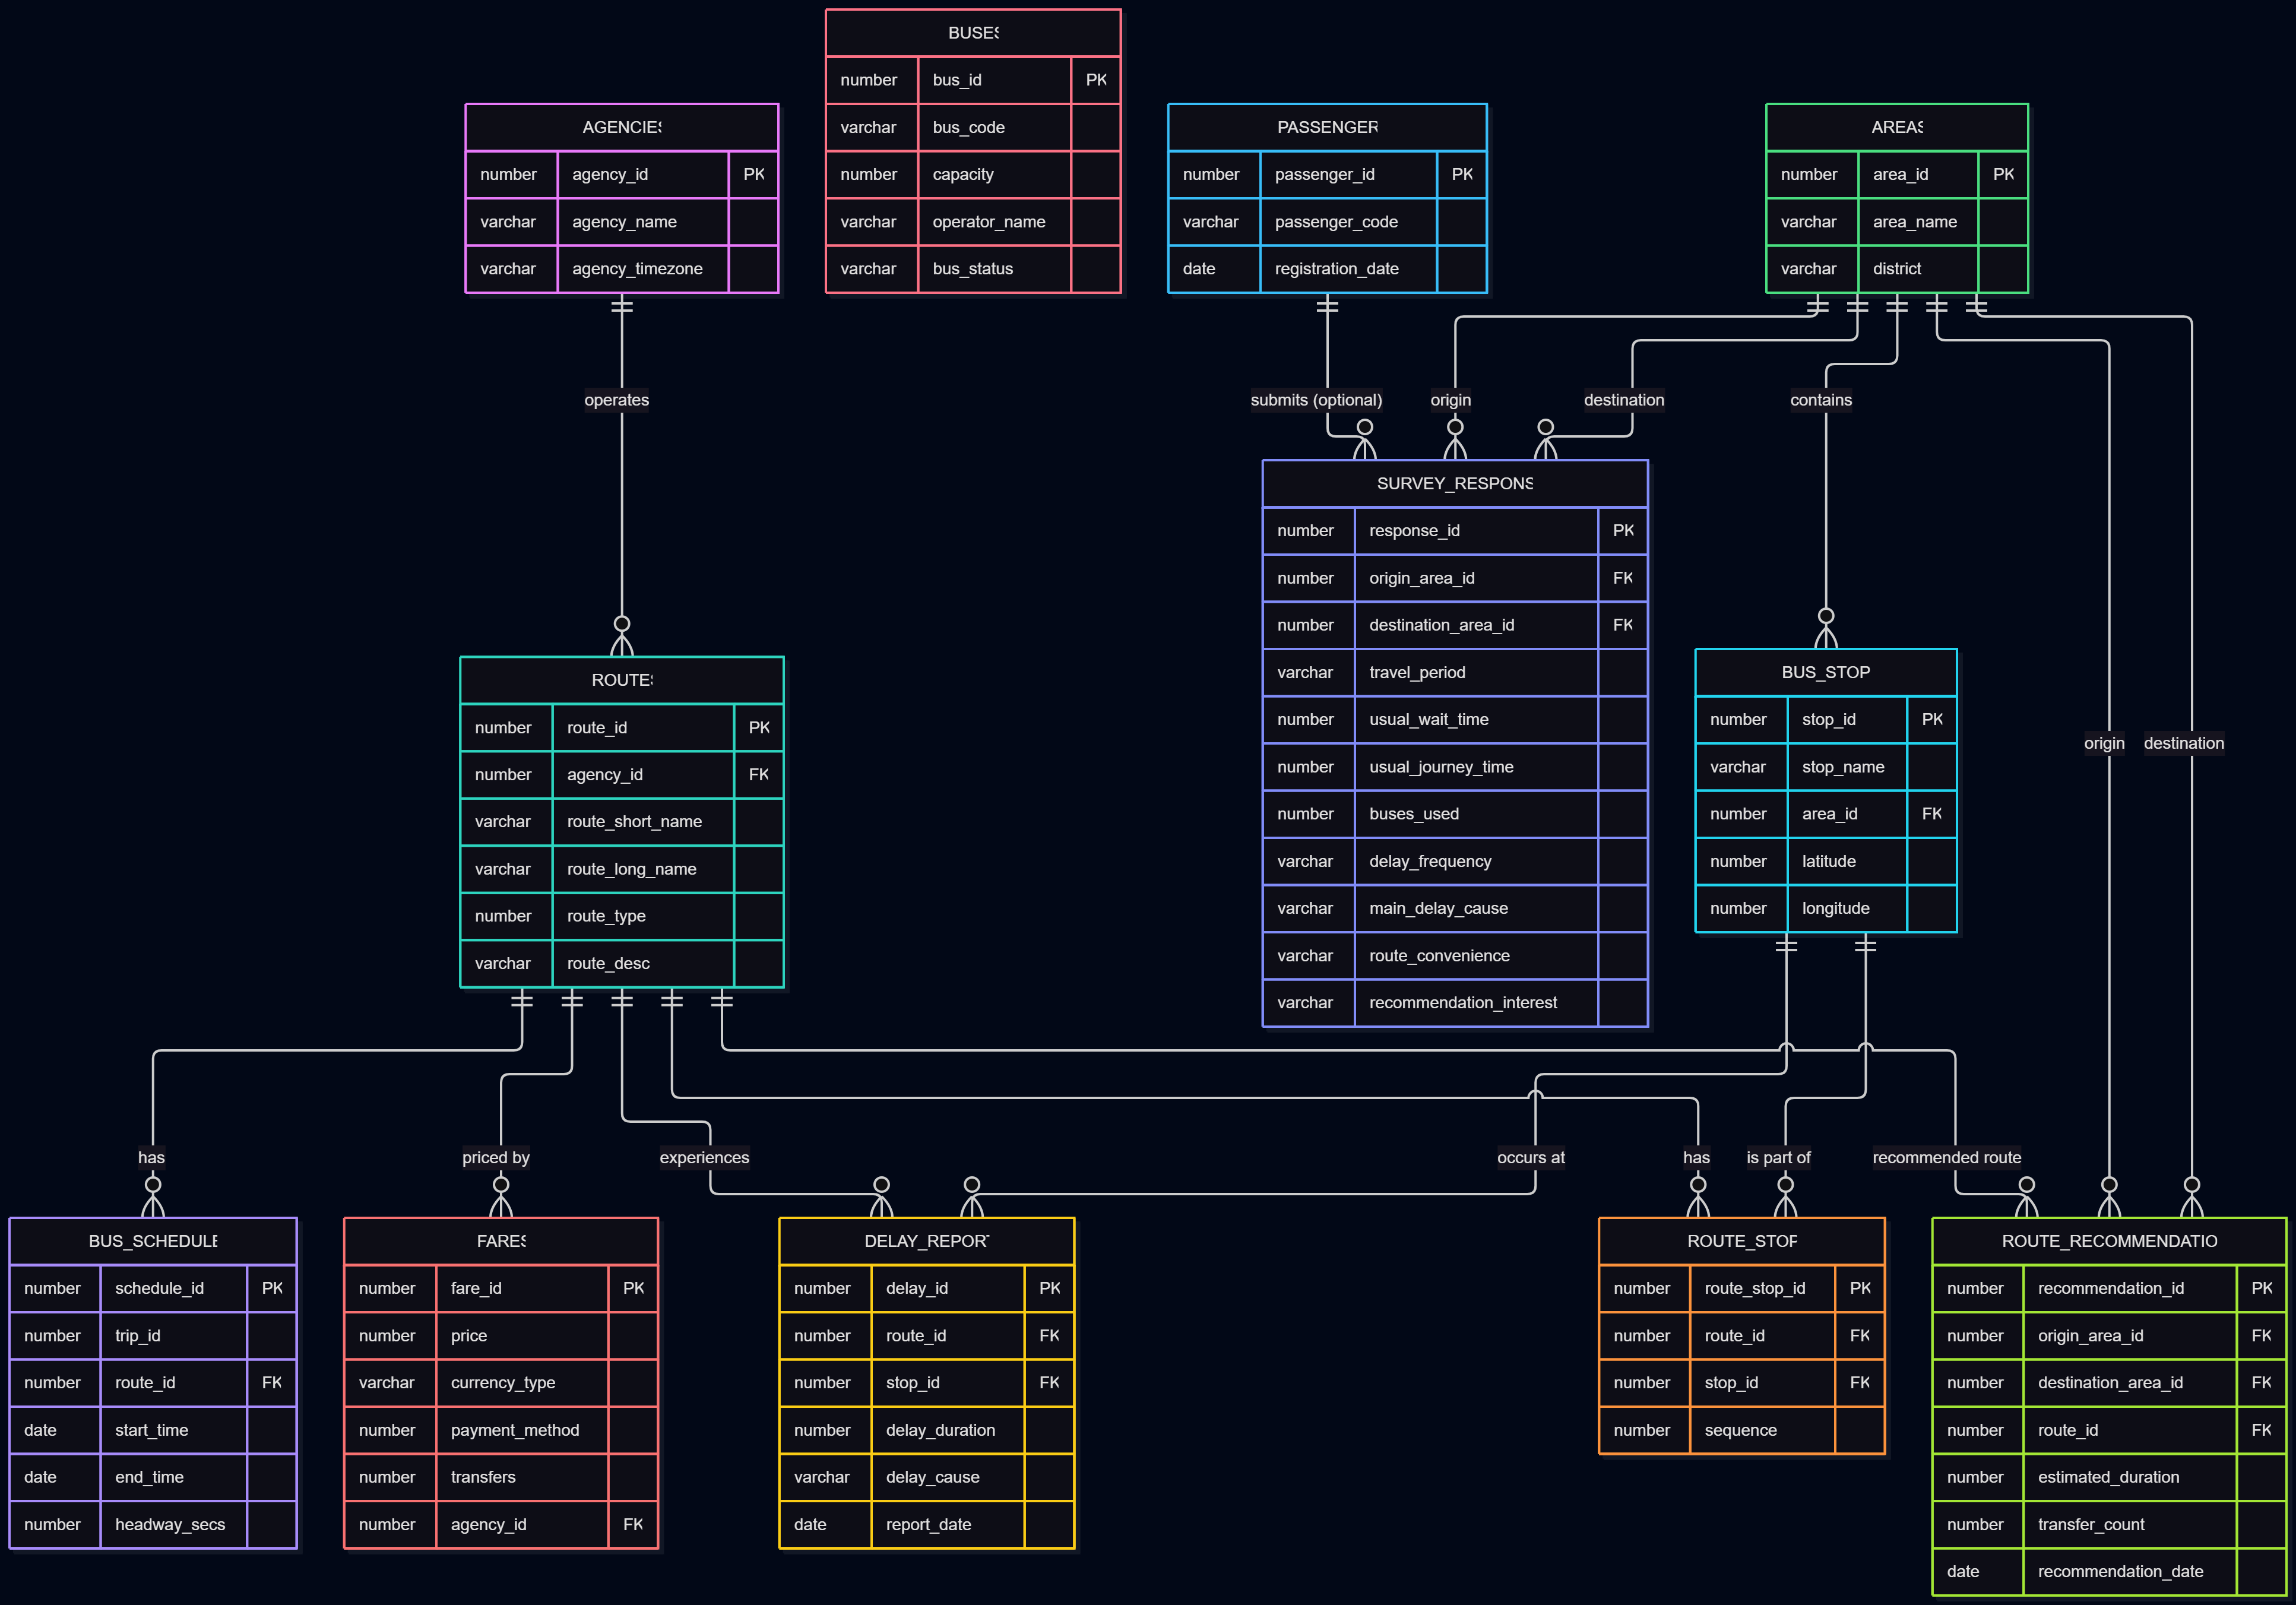 BUSES
number bus_id PK
varchar bus_code
number capacity
varchar operator_name
varchar bus_status
AGENCIES
number agency_id PK
varchar agency_name
varchar agency_timezone
PASSENGER
number passenger_id PK
varchar passenger_code
date registration_date
AREAS
number area_id PK
varchar area_name
varchar district
operates
submits (optional)
origin
destination
contains
SURVEY_RESPONS
number response_id PK
number origin_area_id FK
number destination_area_id FK
varchar travel_period
number usual_wait_time
number usual_journey_time
number buses_used
varchar delay_frequency
varchar main_delay_cause
varchar route_convenience
varchar recommendation_interest
ROUTES
number route_id PK
number agency_id FK
varchar route_short_name
varchar route_long_name
number route_type
varchar route_desc
BUS_STOP
number stop_id PK
varchar stop_name
number area_id FK
number latitude
number longitude
origin
destination
has
priced by
experiences
occurs at
has
is part of
recommended route
BUS_SCHEDULE
number schedule_id PK
number trip_id
number route_id FK
date start_time
date end_time
number headway_secs
FARES
number fare_id PK
number price
varchar currency_type
number payment_method
number transfers
number agency_id FK
DELAY_REPORT
number delay_id PK
number route_id FK
number stop_id FK
number delay_duration
varchar delay_cause
date report_date
ROUTE_STOP
number route_stop_id PK
number route_id FK
number stop_id FK
number sequence
ROUTE_RECOMMENDATIO
number recommendation_id PK
number origin_area_id FK
number destination_area_id FK
number route_id FK
number estimated_duration
number transfer_count
date recommendation_date